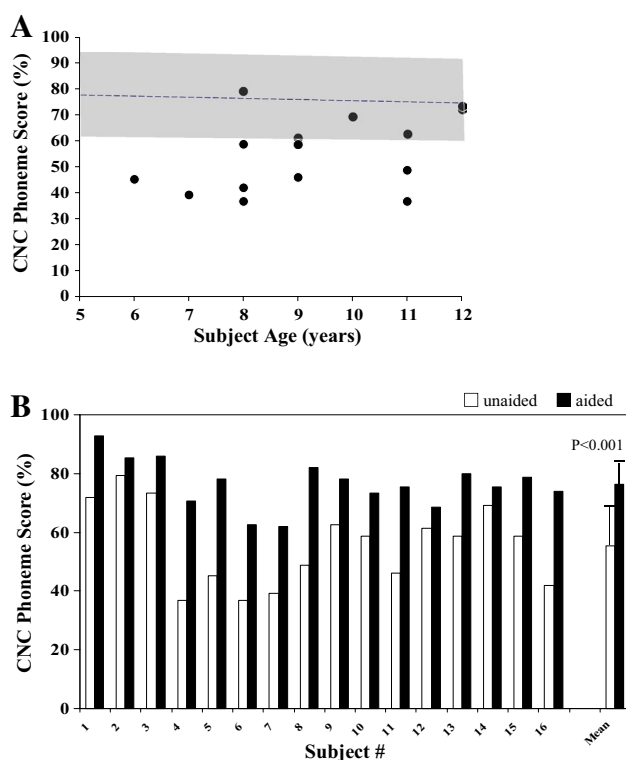 A
CNC Phoneme Score (%)
100
90
80
70
60
50
40
30
20
10
0
5 6 7 8 9 10 11 12
Subject Age (years)
B
unaided aided
P<0.001
CNC Phoneme Score (%)
100
80
60
40
20
0
1 2 3 4 5 6 7 8 9 10 11 12 13 14 15 16 Mean
Subject #